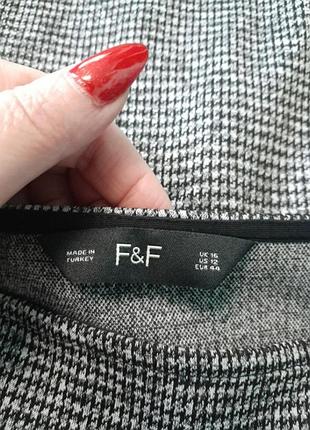 MADE IN
TURKEY
F&F
UK 16
US 12
EUR 44